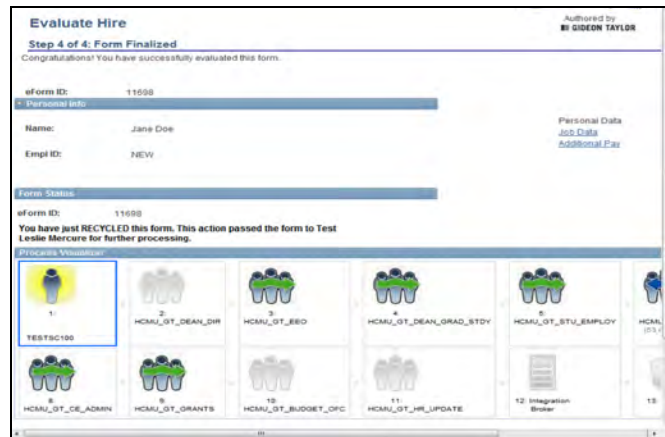 Evaluate Hire
Authored by
GIDEON TAYLOR
Step 4 of 4: Form Finalized
Congratulations! You have successfully evaluated this form.
eForm ID: 11698
Personal Info
Name: Jane Doe
Empl ID: NEW
Personal Data
Job Data
Additional Pay
Form Status
eForm ID: 11698
You have just RECYCLED this form. This action passed the form to Test
Leslie Mercure for further processing.
Process Visualizer
1:
TESTSC100
2:
HCMU_GT_DEAN_DIR
3:
HCMU_GT_EEO
4:
HCMU_GT_DEAN_GRAD_STDY
5:
HCMU_GT_STU_EMPLOY
HCMU_
8:
HCMU_GT_CE_ADMIN
9:
HCMU_GT_GRANTS
10:
HCMU_GT_BUDGET_OFC
11:
HCMU_GT_HR_UPDATE
12: Integration
Broker
13: